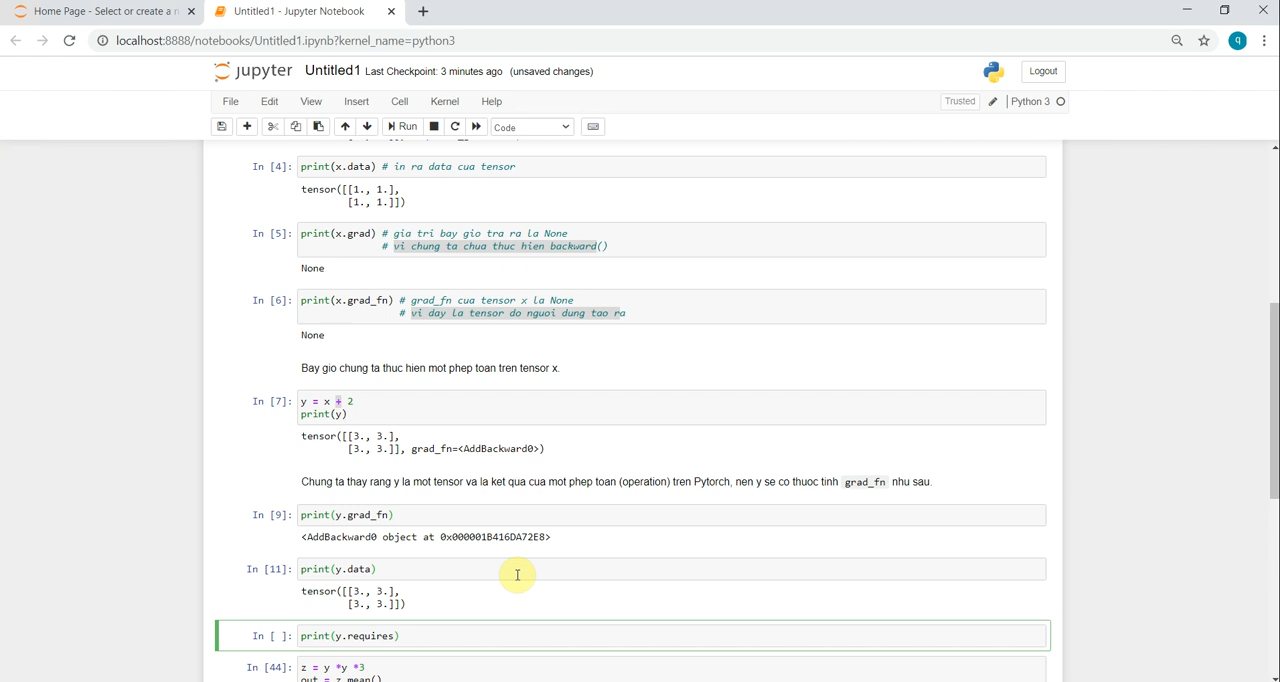 Home Page - Select or create a n
Untitled1 - Jupyter Notebook
localhost:8888/notebooks/Untitled1.ipynb?kernel_name=python3
q
jupyter Untitled1 Last Checkpoint: 3 minutes ago (unsaved changes)
Logout
File Edit View Insert Cell Kernel Help
Trusted Python 3
Run Code
In [4]: print(x.data) # in ra data cua tensor
tensor([[1., 1.],
[1., 1.]])
In [5]: print(x.grad) # gia tri bay gio tra ra la None
# vi chung ta chua thuc hien backward()
None
In [6]: print(x.grad_fn) # grad_fn cua tensor x la None
# vi day la tensor do nguoi dung tao ra
None
Bay gio chung ta thuc hien mot phep toan tren tensor x.
In [7]: y = x + 2
print(y)
tensor([[3., 3.],
[3., 3.]], grad_fn=<AddBackward0>)
Chung ta thay rang y la mot tensor va la ket qua cua mot phep toan (operation) tren Pytorch, nen y se co thuoc tinh grad_fn nhu sau.
In [9]: print(y.grad_fn)
<AddBackward0 object at 0x000001B416DA72E8>
In [11]: print(y.data)
tensor([[3., 3.],
[3., 3.]])
In [ ]: print(y.requires)
In [44]: z = y *y *3
out = z.mean()